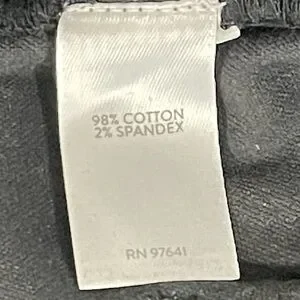 98% COTTON
2% SPANDEX
RN 97641